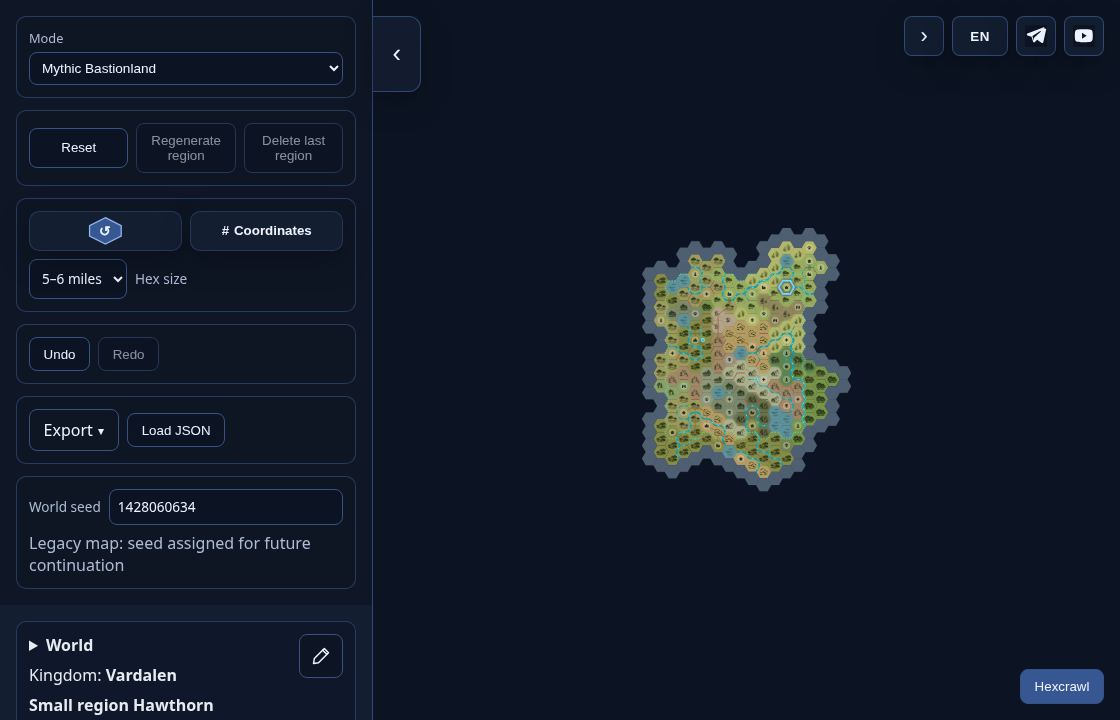 Mode
Mythic Bastionland
Reset
Regenerate
region
Delete last
region
# Coordinates
5–6 miles
Hex size
Undo
Redo
Export ▾
Load JSON
World seed
1428060634
Legacy map: seed assigned for future
continuation
World
Kingdom: Vardalen
Small region Hawthorn
EN
Hexcrawl